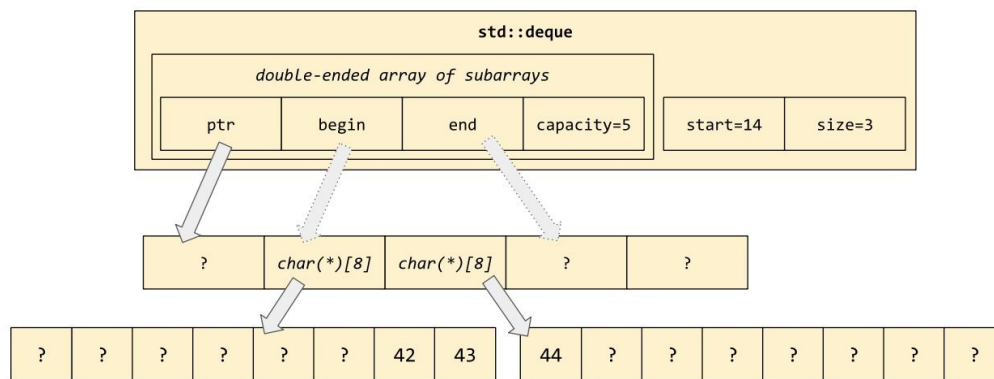 std::deque
double-ended array of subarrays
ptr begin end capacity=5 start=14 size=3
? char(*)[8] char(*)[8] ? ?
? ? ? ? ? ? 42 43 44 ? ? ? ? ? ? ?